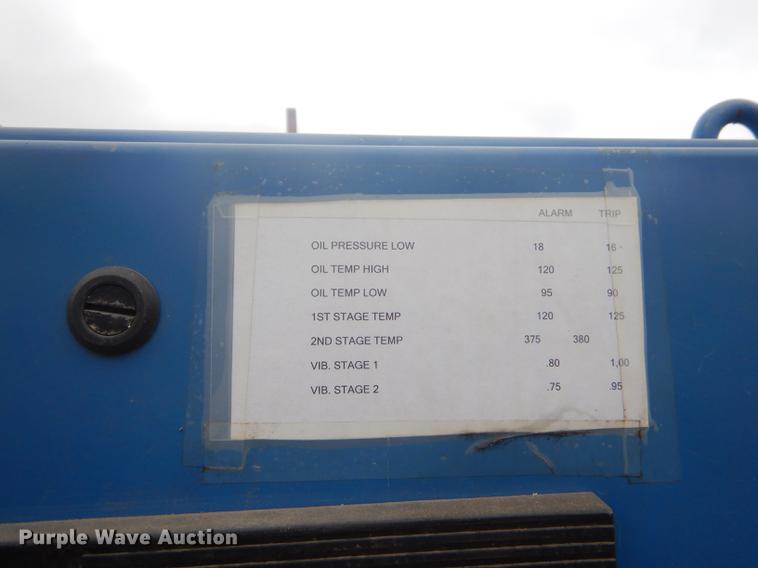 ALARM TRIP
OIL PRESSURE LOW 18 16
OIL TEMP HIGH 120 125
OIL TEMP LOW 95 90
1ST STAGE TEMP 120 125
2ND STAGE TEMP 375 380
VIB. STAGE 1 .80 1,00
VIB. STAGE 2 .75 .95
Purple Wave Auction